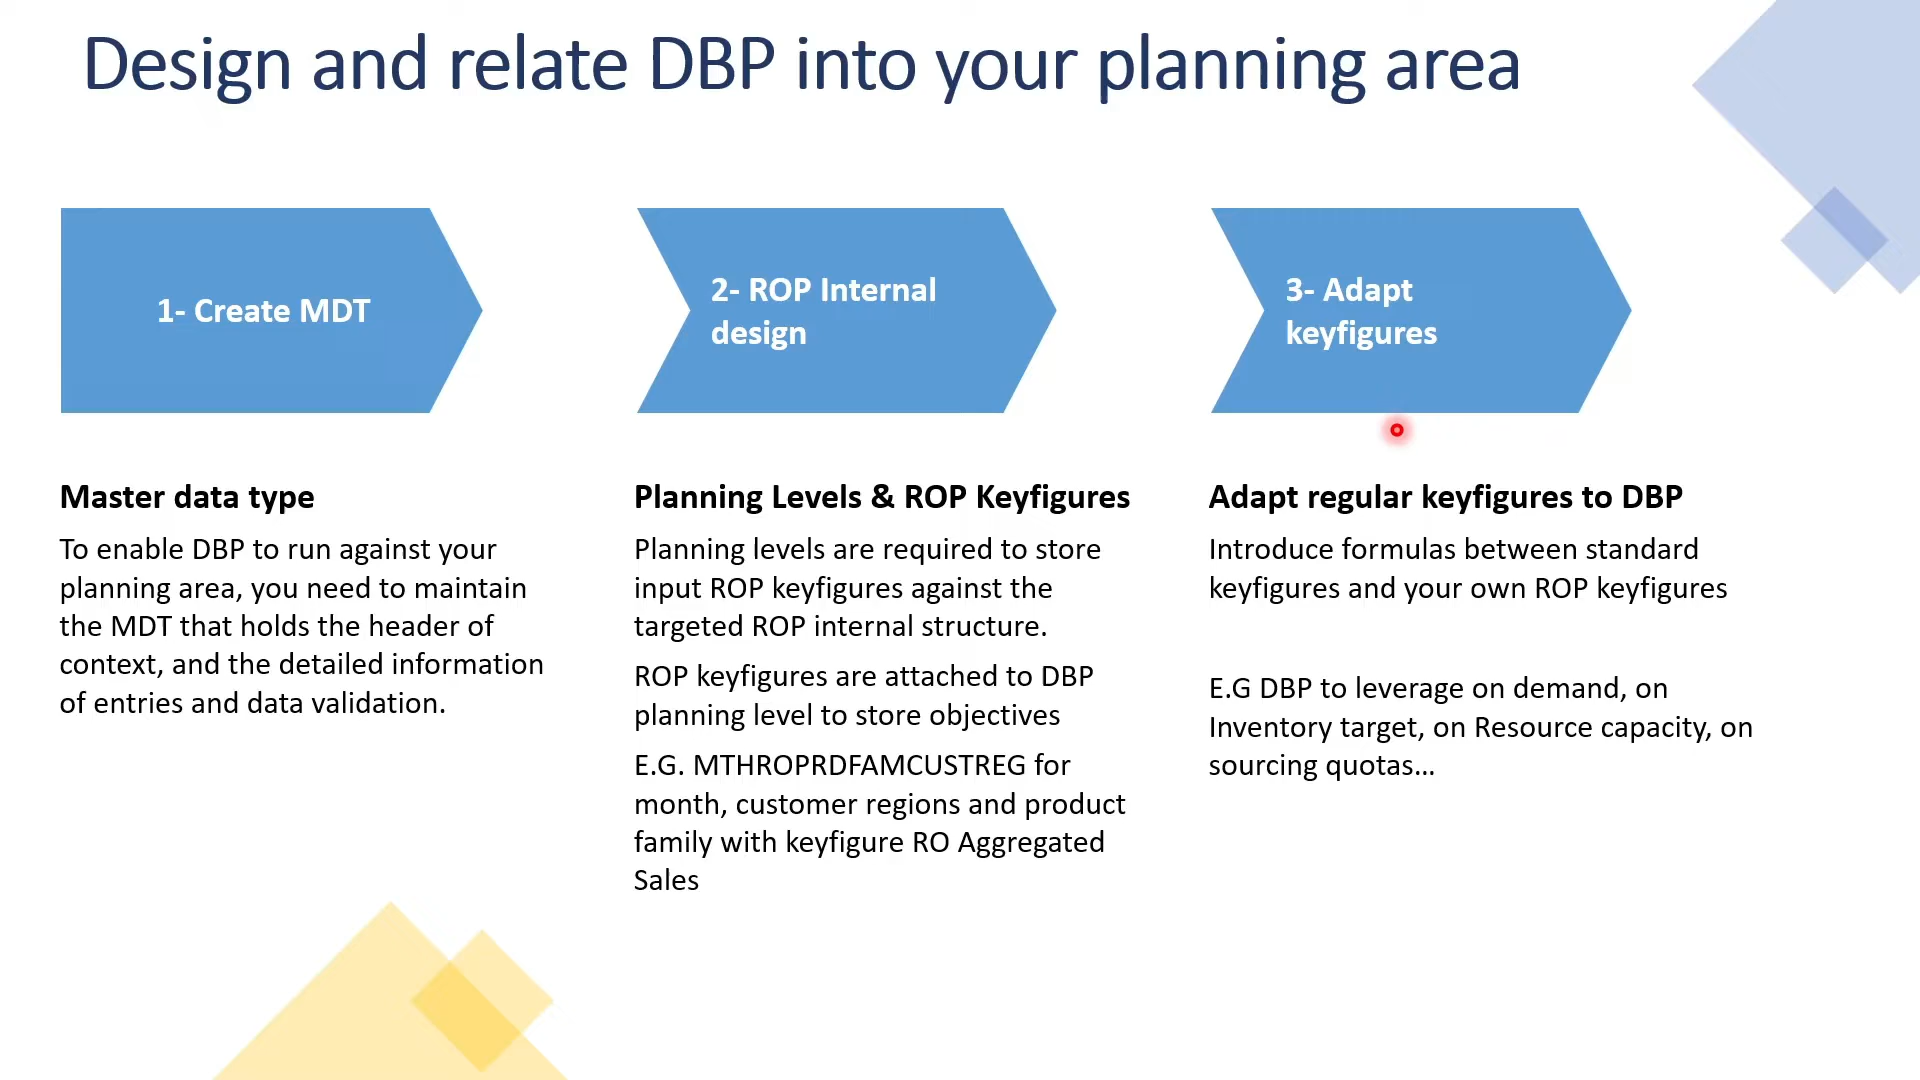 Design and relate DBP into your planning area
1- Create MDT
2- ROP Internal
design
3- Adapt
keyfigures
Master data type
To enable DBP to run against your
planning area, you need to maintain
the MDT that holds the header of
context, and the detailed information
of entries and data validation.
Planning Levels & ROP Keyfigures
Planning levels are required to store
input ROP keyfigures against the
targeted ROP internal structure.
ROP keyfigures are attached to DBP
planning level to store objectives
E.G. MTHROPRDFAMCUSTREG for
month, customer regions and product
family with keyfigure RO Aggregated
Sales
Adapt regular keyfigures to DBP
Introduce formulas between standard
keyfigures and your own ROP keyfigures
E.G DBP to leverage on demand, on
Inventory target, on Resource capacity, on
sourcing quotas...